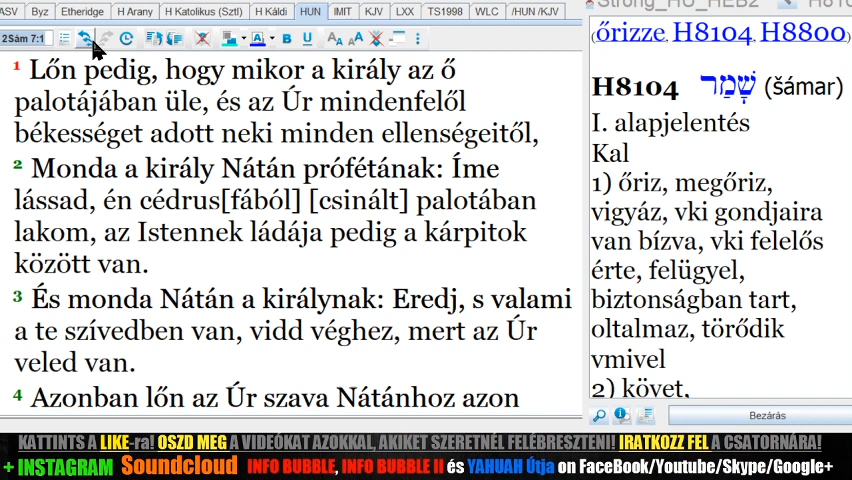 ASV Byz Etheridge H Arany H Katolikus (Sztl) H Káldi HUN IMIT KJV LXX TS1998 WLC /HUN /KJV
2Sám 7:1
1 Lőn pedig, hogy mikor a király az ő
palotájában üle, és az Úr mindenfelől
békességet adott neki minden ellenségeitől,
2 Monda a király Nátán prófétának: Íme
lássad, én cédrus[fából] [csinált] palotában
lakom, az Istennek ládája pedig a kárpitok
között van.
3 És monda Nátán a királynak: Eredj, s valami
a te szívedben van, vidd véghez, mert az Úr
veled van.
4 Azonban lőn az Úr szava Nátánhoz azon
Strong_HU_HEB2
(őrizze, H8104, H8800)
H8104 שָׁמַר (šámar)
I. alapjelentés
Kal
1) őriz, megőriz,
vigyáz, vki gondjaira
van bízva, vki felelős
érte, felügyel,
biztonságban tart,
oltalmaz, törődik
vmivel
2) követ,
Bezárás
KATTINTS A LIKE-ra! OSZD MEG A VIDEÓKAT AZOKKAL, AKIKET SZERETNÉL FELÉBRESZTENI! IRATKOZZ FEL A CSATORNÁRA!
+ INSTAGRAM Soundcloud INFO BUBBLE, INFO BUBBLE II és YAHUAH Útja on FaceBook/Youtube/Skype/Google+